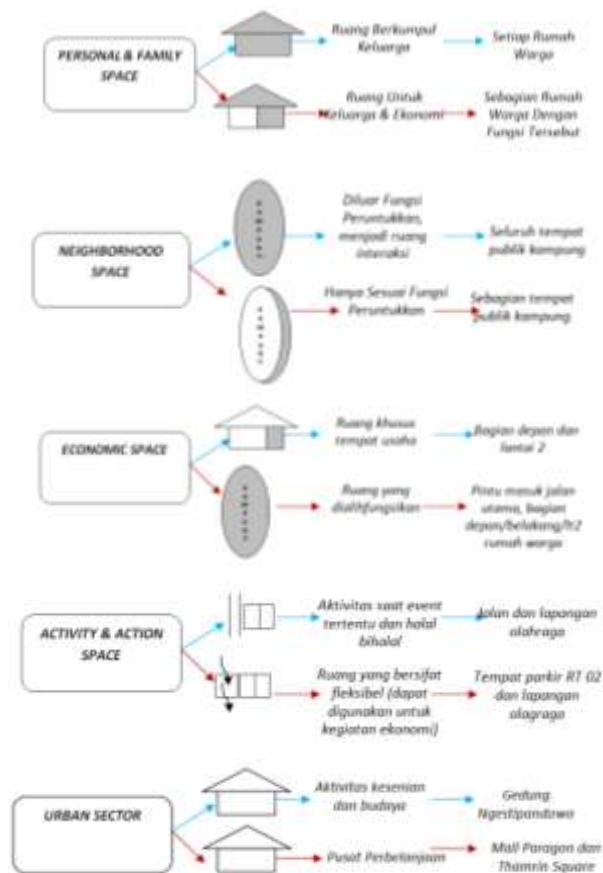 PERSONAL & FAMILY
SPACE
Ruang Berkumpul
Keluarga
Setiap Rumah
Warga
Ruang Untuk
Keluarga & Ekonomi
Sebagian Rumah
Warga Dengan
Fungsi Tersebut
NEIGHBORHOOD
SPACE
Diluar Fungsi
Peruntukkan,
menjadi ruang
interaksi
Seluruh tempat
publik kampung
Hanya Sesuai Fungsi
Peruntukkan
Sebagian tempat
publik kampung
ECONOMIC SPACE
Ruang khusus
tempat usaha
Bagian depan dan
lantai 2
Ruang yang
dialihfungsikan
Pintu masuk jalan
utama, bagian
depan/belakang/lt2
rumah warga
ACTIVITY & ACTION
SPACE
Aktivitas saat event
tertentu dan halal
bihalal
Jalan dan lapangan
olahraga
Ruang yang bersifat
fleksibel (dapat
digunakan untuk
kegiatan ekonomi)
Tempat parkir RT 02
dan lapangan
olagraga
URBAN SECTOR
Aktivitas kesenian
dan budaya
Gedung
Ngestipandawa
Pusat Perbelanjaan
Mall Paragon dan
Thamrin Square